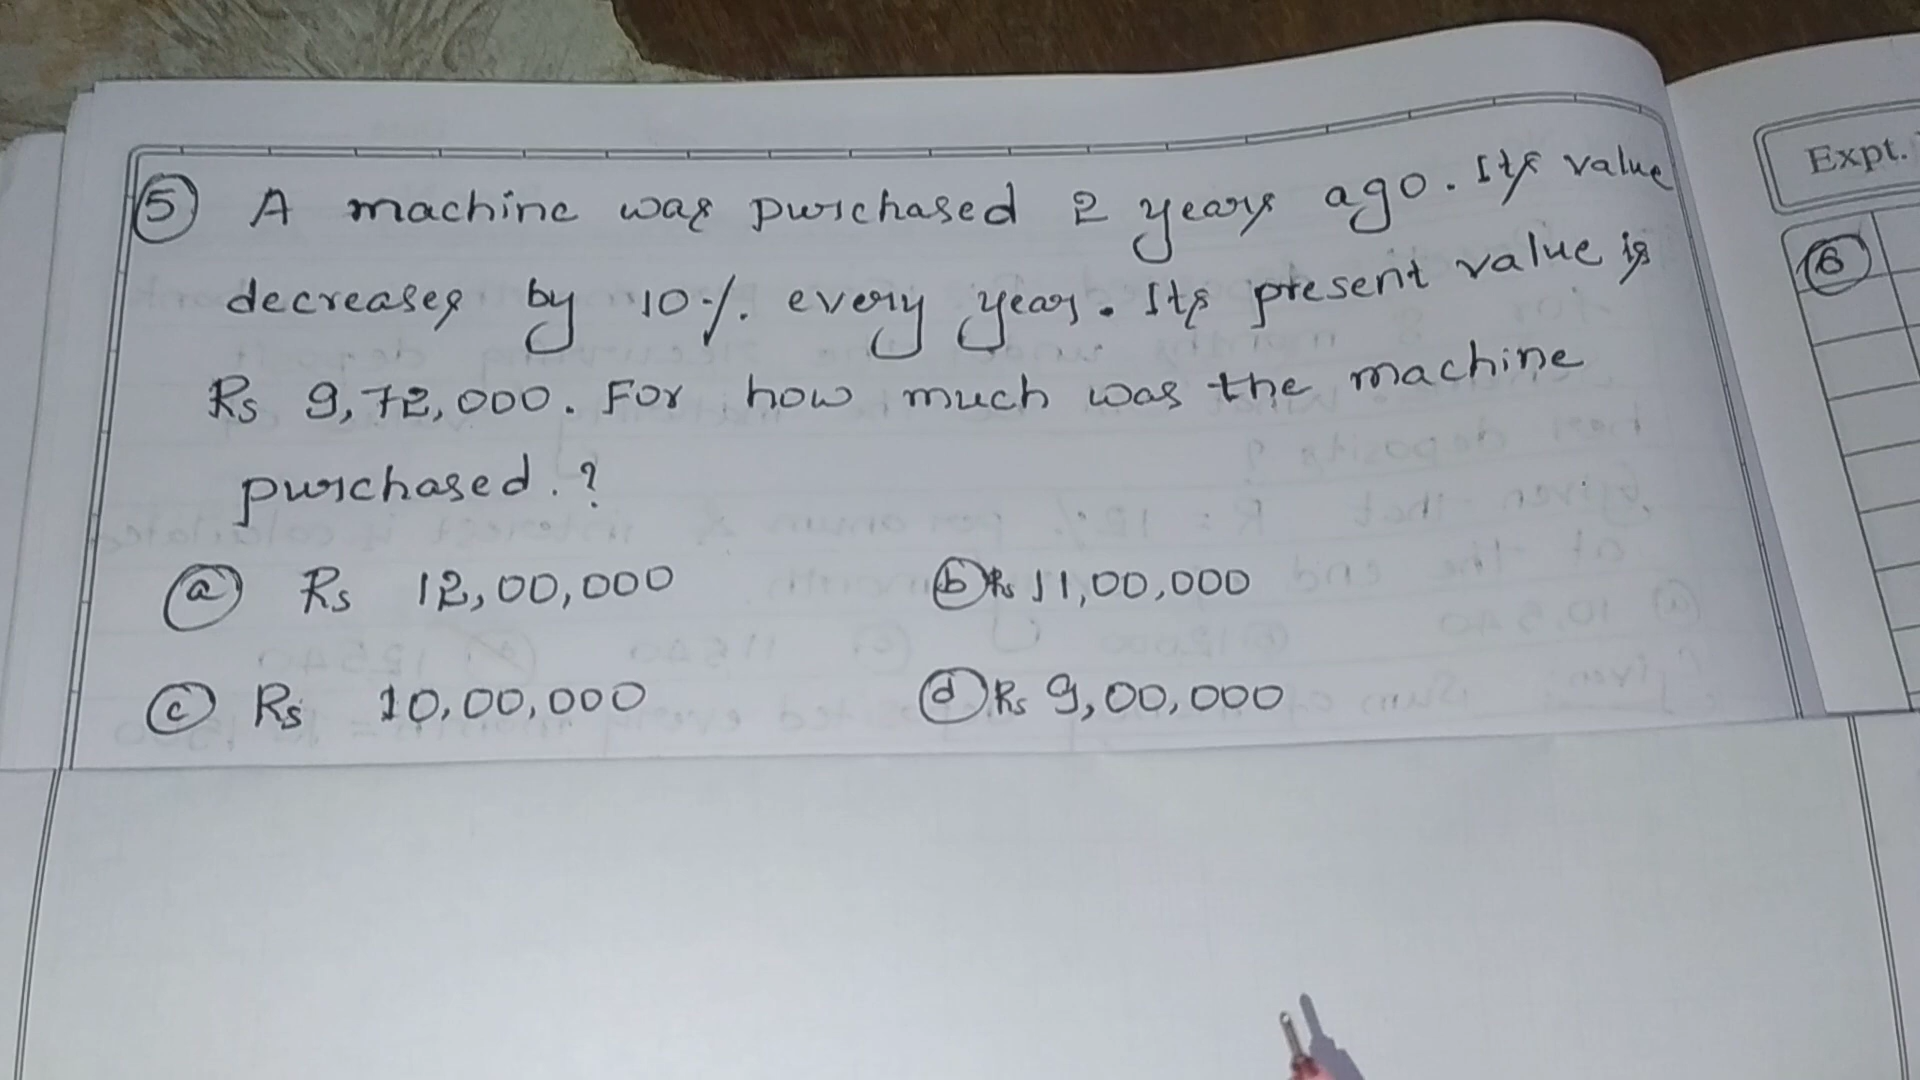 5 A machine was purchased 2 years ago. Its value
decreases by 10%. every year. Its present value is
Rs 9,72,000. For how much was the machine
purchased.?
a Rs 12,00,000
b Rs 11,00,000
c Rs 10,00,000
d Rs 9,00,000
Expt.
6